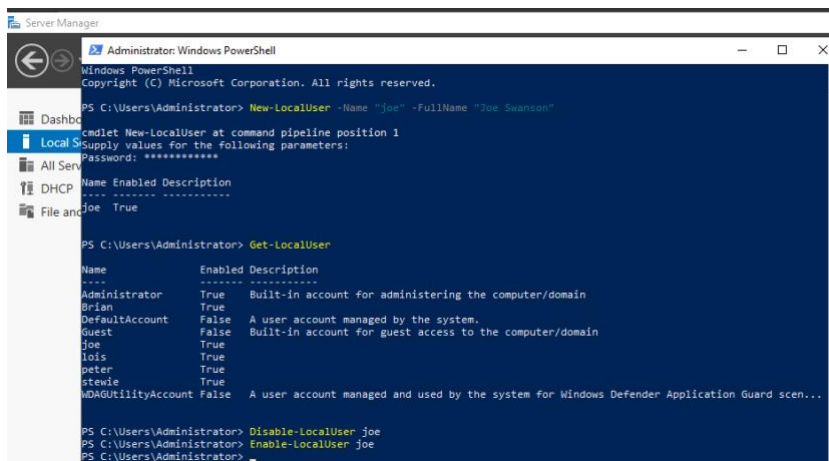 Server Manager
Administrator: Windows PowerShell
Windows PowerShell
Copyright (C) Microsoft Corporation. All rights reserved.
PS C:\Users\Administrator> New-LocalUser -Name "joe" -FullName "Joe Swanson"
Dashbo
cmdlet New-LocalUser at command pipeline position 1
Local S
Supply values for the following parameters:
All Serv
Password: ************
DHCP
Name Enabled Description
---- ------- -----------
File and
joe  True
PS C:\Users\Administrator> Get-LocalUser
Name               Enabled Description
----               ------- -----------
Administrator      True    Built-in account for administering the computer/domain
Brian              True
DefaultAccount     False   A user account managed by the system.
Guest              False   Built-in account for guest access to the computer/domain
joe                True
lois               True
peter              True
stewie             True
WDAGUtilityAccount False   A user account managed and used by the system for Windows Defender Application Guard scen...
PS C:\Users\Administrator> Disable-LocalUser joe
PS C:\Users\Administrator> Enable-LocalUser joe
PS C:\Users\Administrator> _